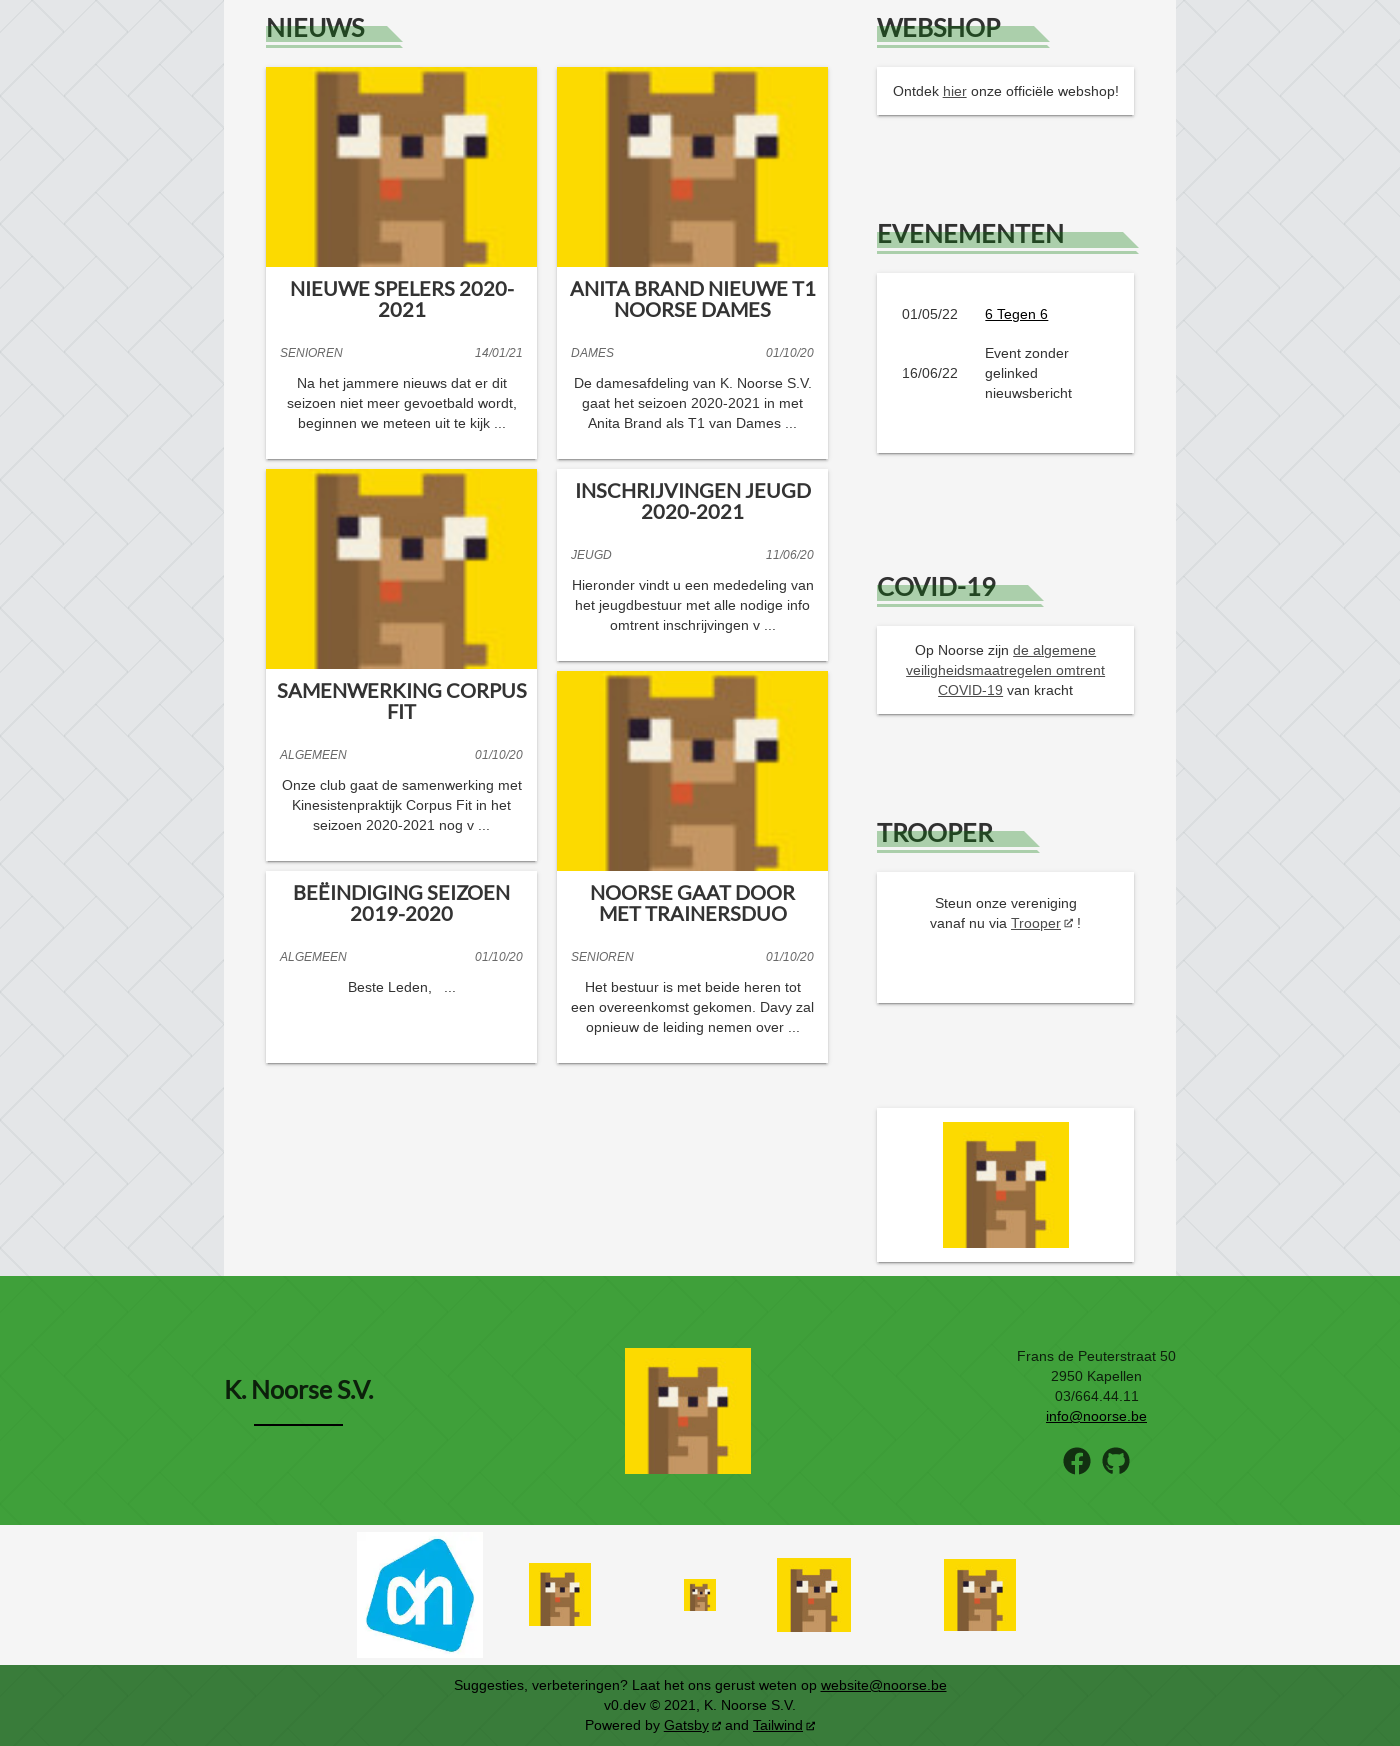 NIEUWS
NIEUWE SPELERS 2020-
2021
SENIOREN 14/01/21
Na het jammere nieuws dat er dit
seizoen niet meer gevoetbald wordt,
beginnen we meteen uit te kijk ...
ANITA BRAND NIEUWE T1
NOORSE DAMES
DAMES 01/10/20
De damesafdeling van K. Noorse S.V.
gaat het seizoen 2020-2021 in met
Anita Brand als T1 van Dames ...
SAMENWERKING CORPUS
FIT
ALGEMEEN 01/10/20
Onze club gaat de samenwerking met
Kinesistenpraktijk Corpus Fit in het
seizoen 2020-2021 nog v ...
INSCHRIJVINGEN JEUGD
2020-2021
JEUGD 11/06/20
Hieronder vindt u een mededeling van
het jeugdbestuur met alle nodige info
omtrent inschrijvingen v ...
BEËINDIGING SEIZOEN
2019-2020
ALGEMEEN 01/10/20
Beste Leden,   ...
NOORSE GAAT DOOR
MET TRAINERSDUO
SENIOREN 01/10/20
Het bestuur is met beide heren tot
een overeenkomst gekomen. Davy zal
opnieuw de leiding nemen over ...
WEBSHOP
Ontdek hier onze officiële webshop!
EVENEMENTEN
01/05/22 6 Tegen 6
Event zonder
16/06/22 gelinked
nieuwsbericht
COVID-19
Op Noorse zijn de algemene
veiligheidsmaatregelen omtrent
COVID-19 van kracht
TROOPER
Steun onze vereniging
vanaf nu via Trooper !
K. Noorse S.V.
Frans de Peuterstraat 50
2950 Kapellen
03/664.44.11
info@noorse.be
ah
Suggesties, verbeteringen? Laat het ons gerust weten op website@noorse.be
v0.dev © 2021, K. Noorse S.V.
Powered by Gatsby and Tailwind